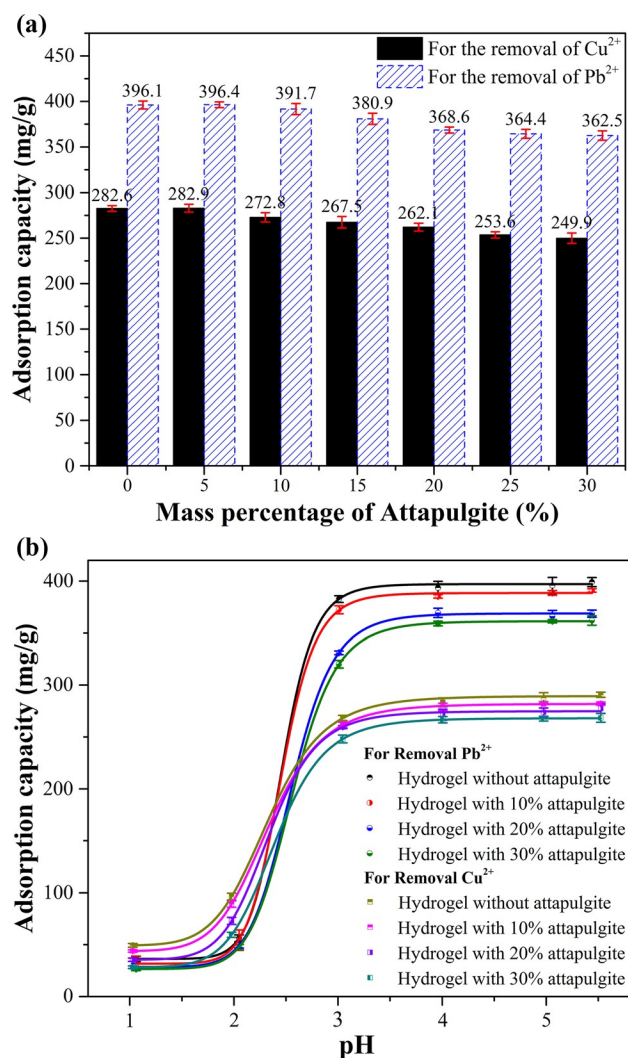 (a)
For the removal of Cu²⁺
For the removal of Pb²⁺
Adsorption capacity (mg/g)
450
400
350
300
250
200
150
100
50
0
396.1 396.4 391.7 380.9 368.6 364.4 362.5
282.6 282.9 272.8 267.5 262.1 253.6 249.9
0 5 10 15 20 25 30
Mass percentage of Attapulgite (%)
(b)
Adsorption capacity (mg/g)
400
300
200
100
0
For Removal Pb²⁺
Hydrogel without attapulgite
Hydrogel with 10% attapulgite
Hydrogel with 20% attapulgite
Hydrogel with 30% attapulgite
For Removal Cu²⁺
Hydrogel without attapulgite
Hydrogel with 10% attapulgite
Hydrogel with 20% attapulgite
Hydrogel with 30% attapulgite
1 2 3 4 5
pH